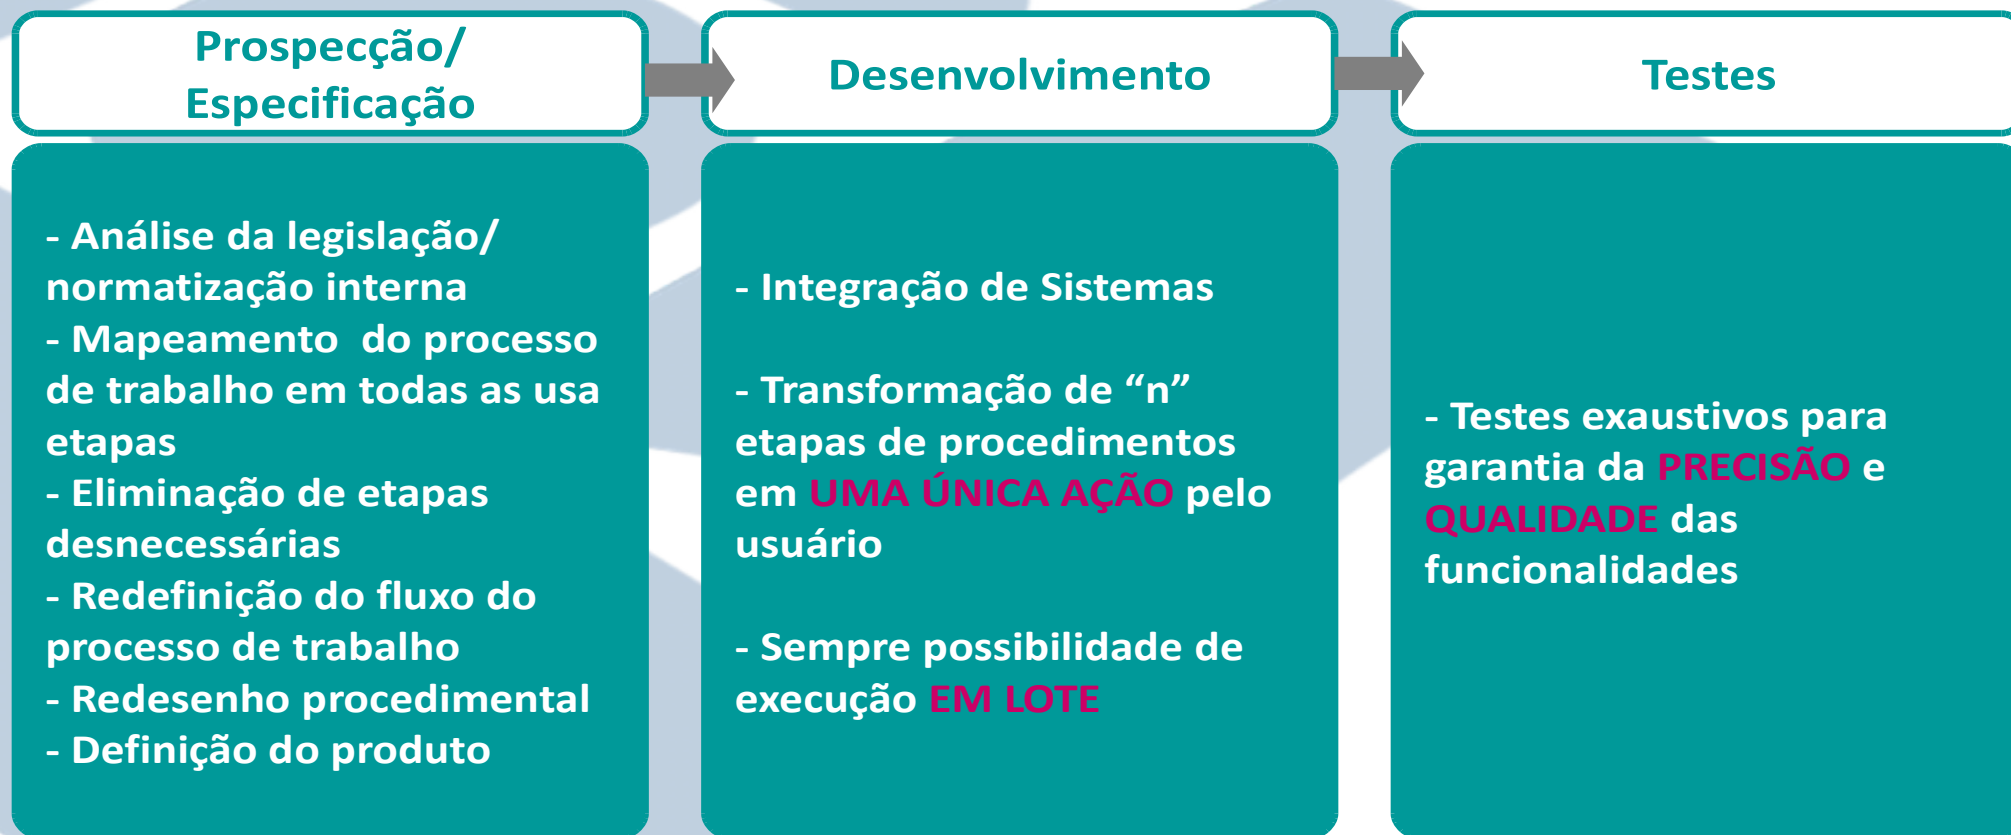 Prospecção/
Especificação
- Análise da legislação/
normatização interna
- Mapeamento  do processo
de trabalho em todas as usa
etapas
- Eliminação de etapas
desnecessárias
- Redefinição do fluxo do
processo de trabalho
- Redesenho procedimental
- Definição do produto
Desenvolvimento
- Integração de Sistemas
- Transformação de “n”
etapas de procedimentos
em UMA ÚNICA AÇÃO pelo
usuário
- Sempre possibilidade de
execução EM LOTE
Testes
- Testes exaustivos para
garantia da PRECISÃO e
QUALIDADE das
funcionalidades